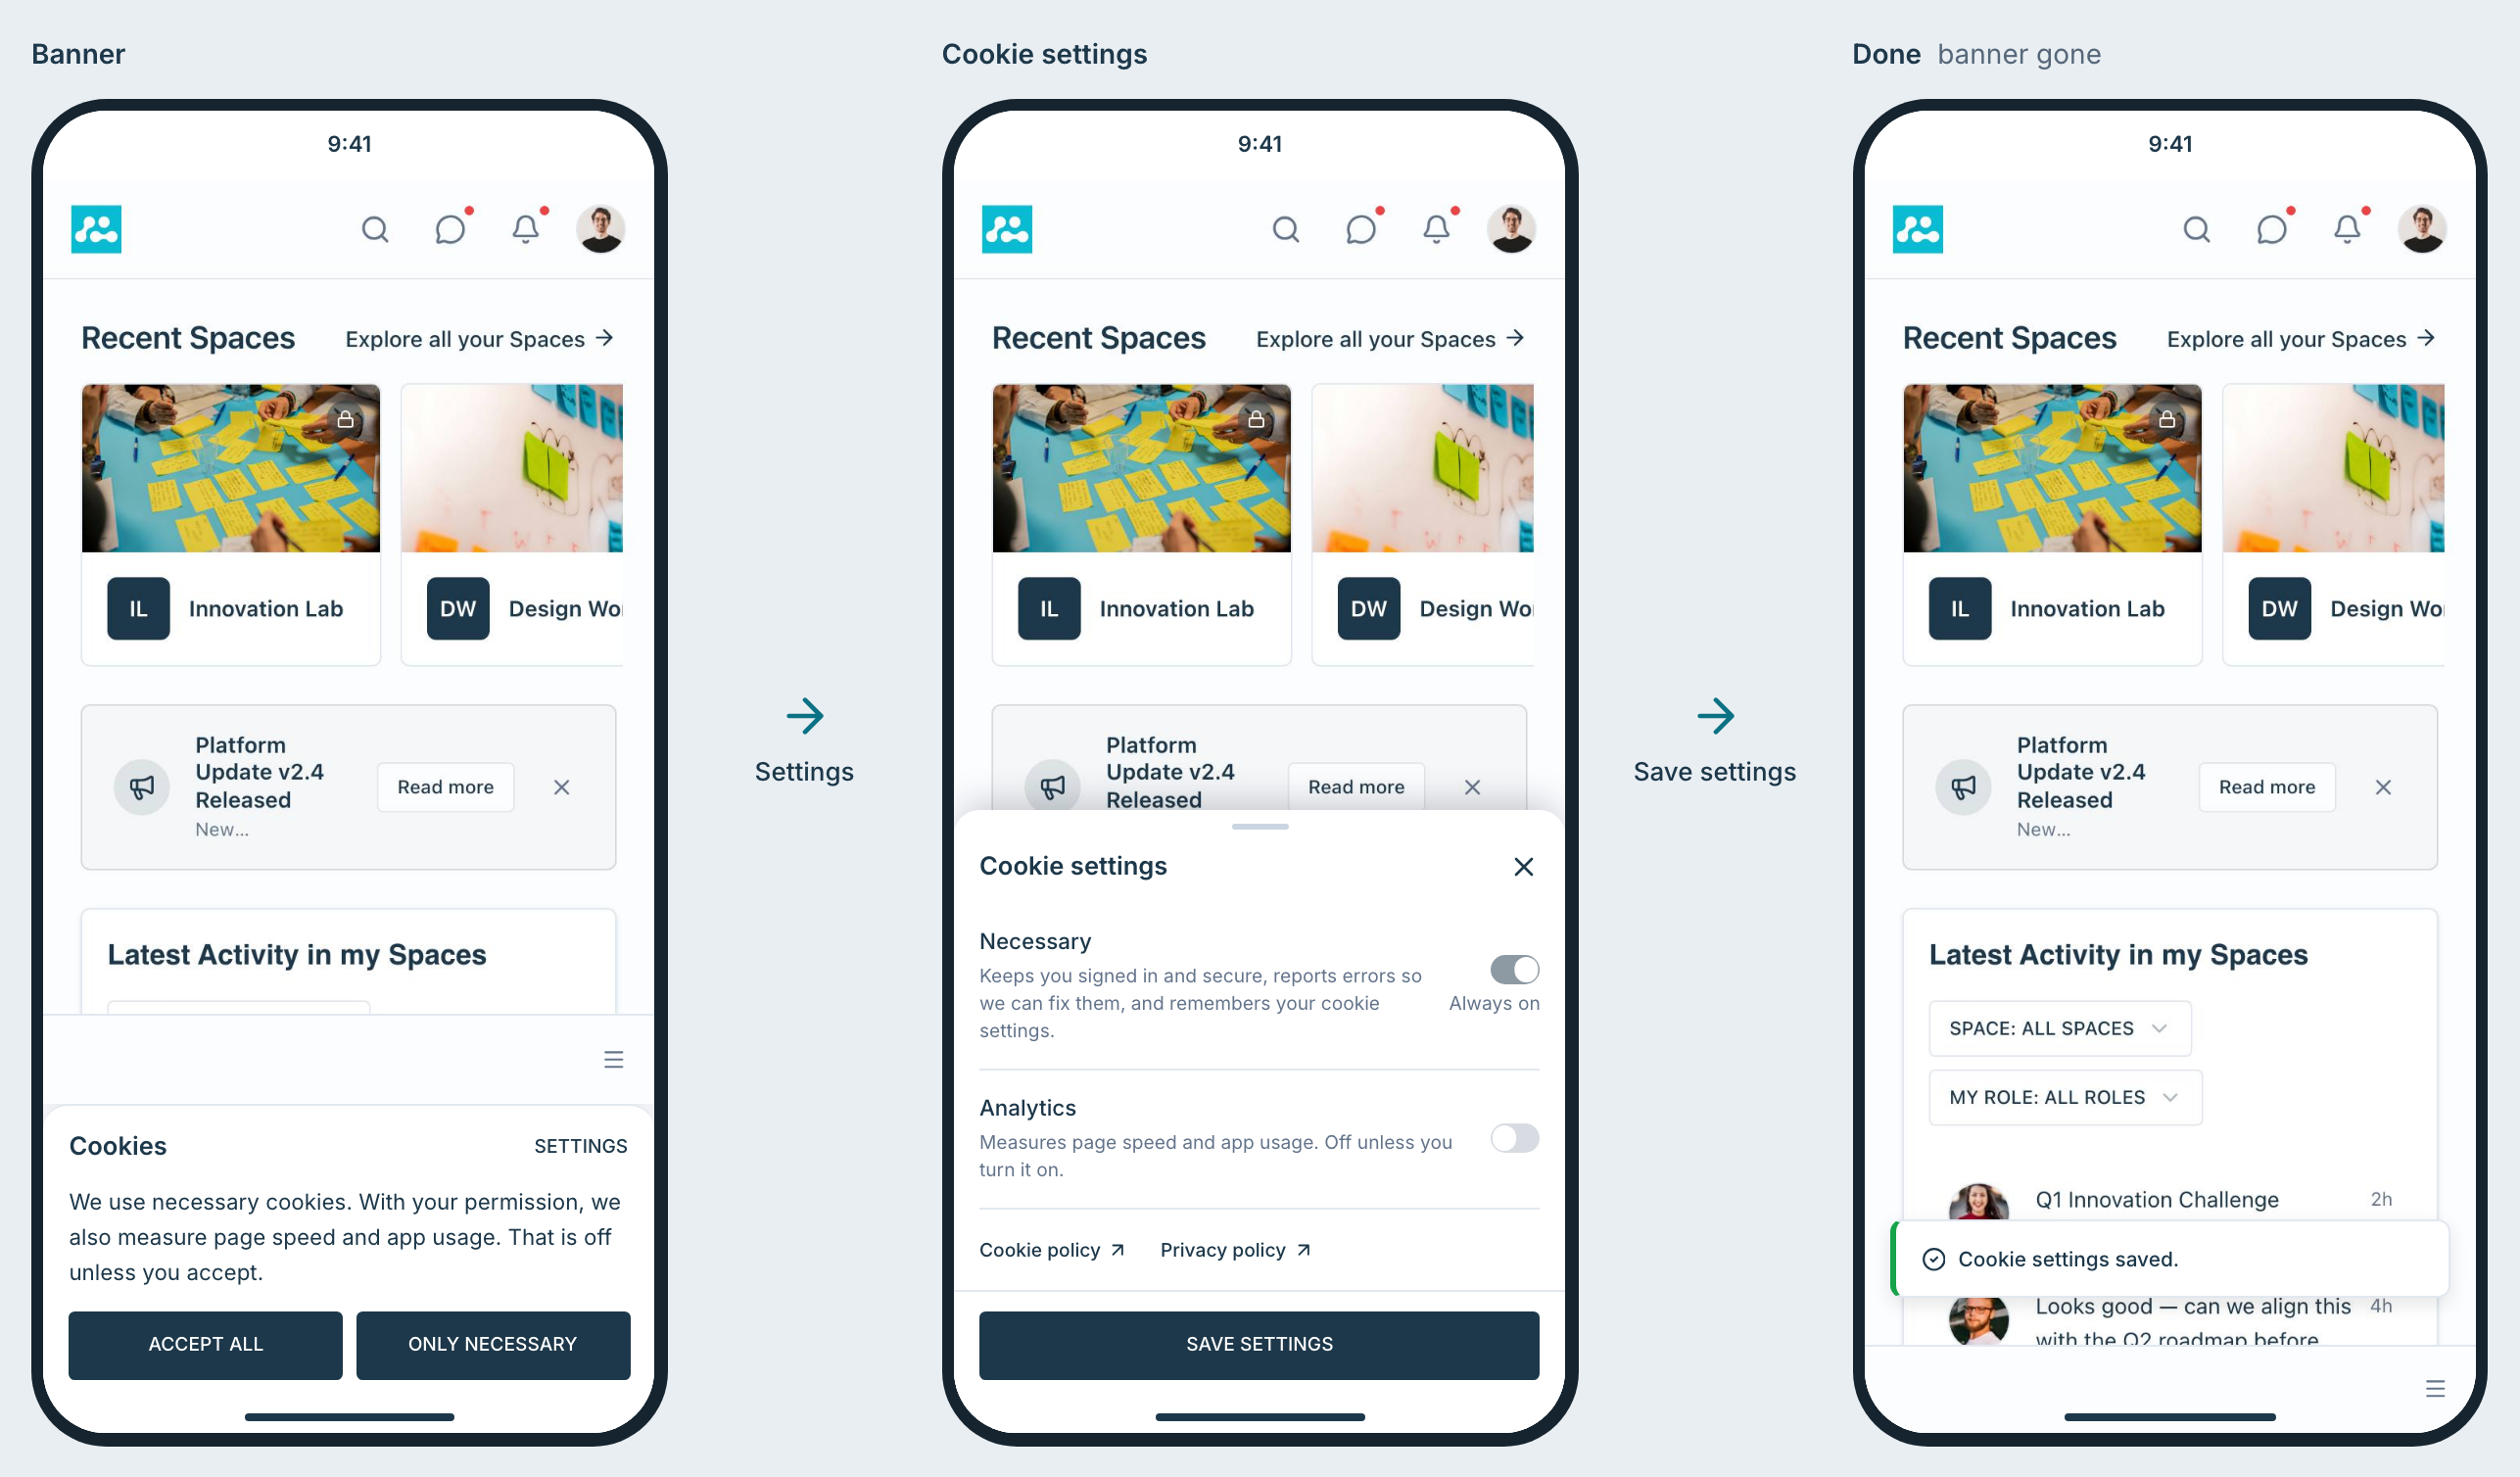 Banner
9:41
Recent Spaces
Explore all your Spaces →
IL
Innovation Lab
DW
Design Wo
Platform
Update v2.4
Released
New...
Read more
Latest Activity in my Spaces
Cookies
SETTINGS
We use necessary cookies. With your permission, we
also measure page speed and app usage. That is off
unless you accept.
ACCEPT ALL
ONLY NECESSARY
→
Settings
Cookie settings
9:41
Recent Spaces
Explore all your Spaces →
IL
Innovation Lab
DW
Design Wo
Platform
Update v2.4
Released
Read more
Cookie settings
Necessary
Keeps you signed in and secure, reports errors so
we can fix them, and remembers your cookie
settings.
Always on
Analytics
Measures page speed and app usage. Off unless you
turn it on.
Cookie policy ↗
Privacy policy ↗
SAVE SETTINGS
→
Save settings
Done banner gone
9:41
Recent Spaces
Explore all your Spaces →
IL
Innovation Lab
DW
Design Wo
Platform
Update v2.4
Released
New...
Read more
Latest Activity in my Spaces
SPACE: ALL SPACES
MY ROLE: ALL ROLES
Q1 Innovation Challenge
2h
Cookie settings saved.
Looks good — can we align this
4h
with the Q2 roadmap before